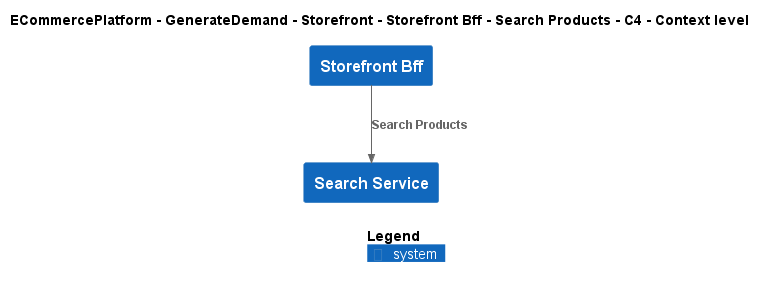 ECommercePlatform - GenerateDemand - Storefront - Storefront Bff - Search Products - C4 - Context level
Storefront Bff
Search Products
Search Service
Legend
system